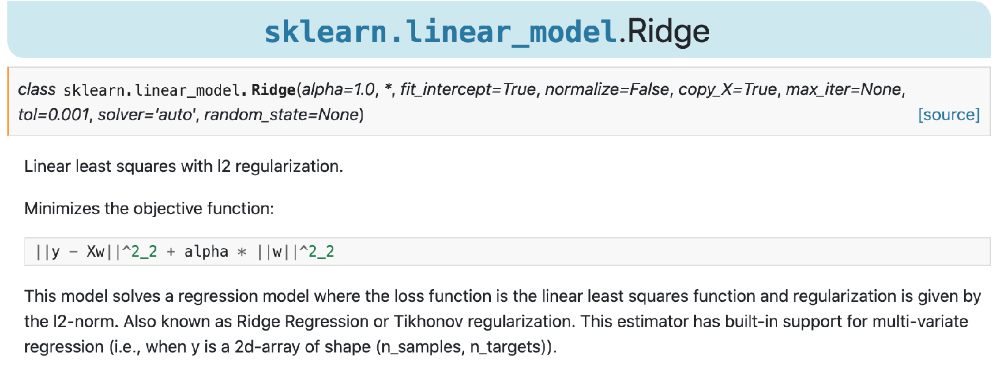 sklearn.linear_model.Ridge
class sklearn.linear_model.Ridge(alpha=1.0, *, fit_intercept=True, normalize=False, copy_X=True, max_iter=None,
tol=0.001, solver='auto', random_state=None) [source]
Linear least squares with l2 regularization.
Minimizes the objective function:
||y - Xw||^2_2 + alpha * ||w||^2_2
This model solves a regression model where the loss function is the linear least squares function and regularization is given by
the l2-norm. Also known as Ridge Regression or Tikhonov regularization. This estimator has built-in support for multi-variate
regression (i.e., when y is a 2d-array of shape (n_samples, n_targets)).